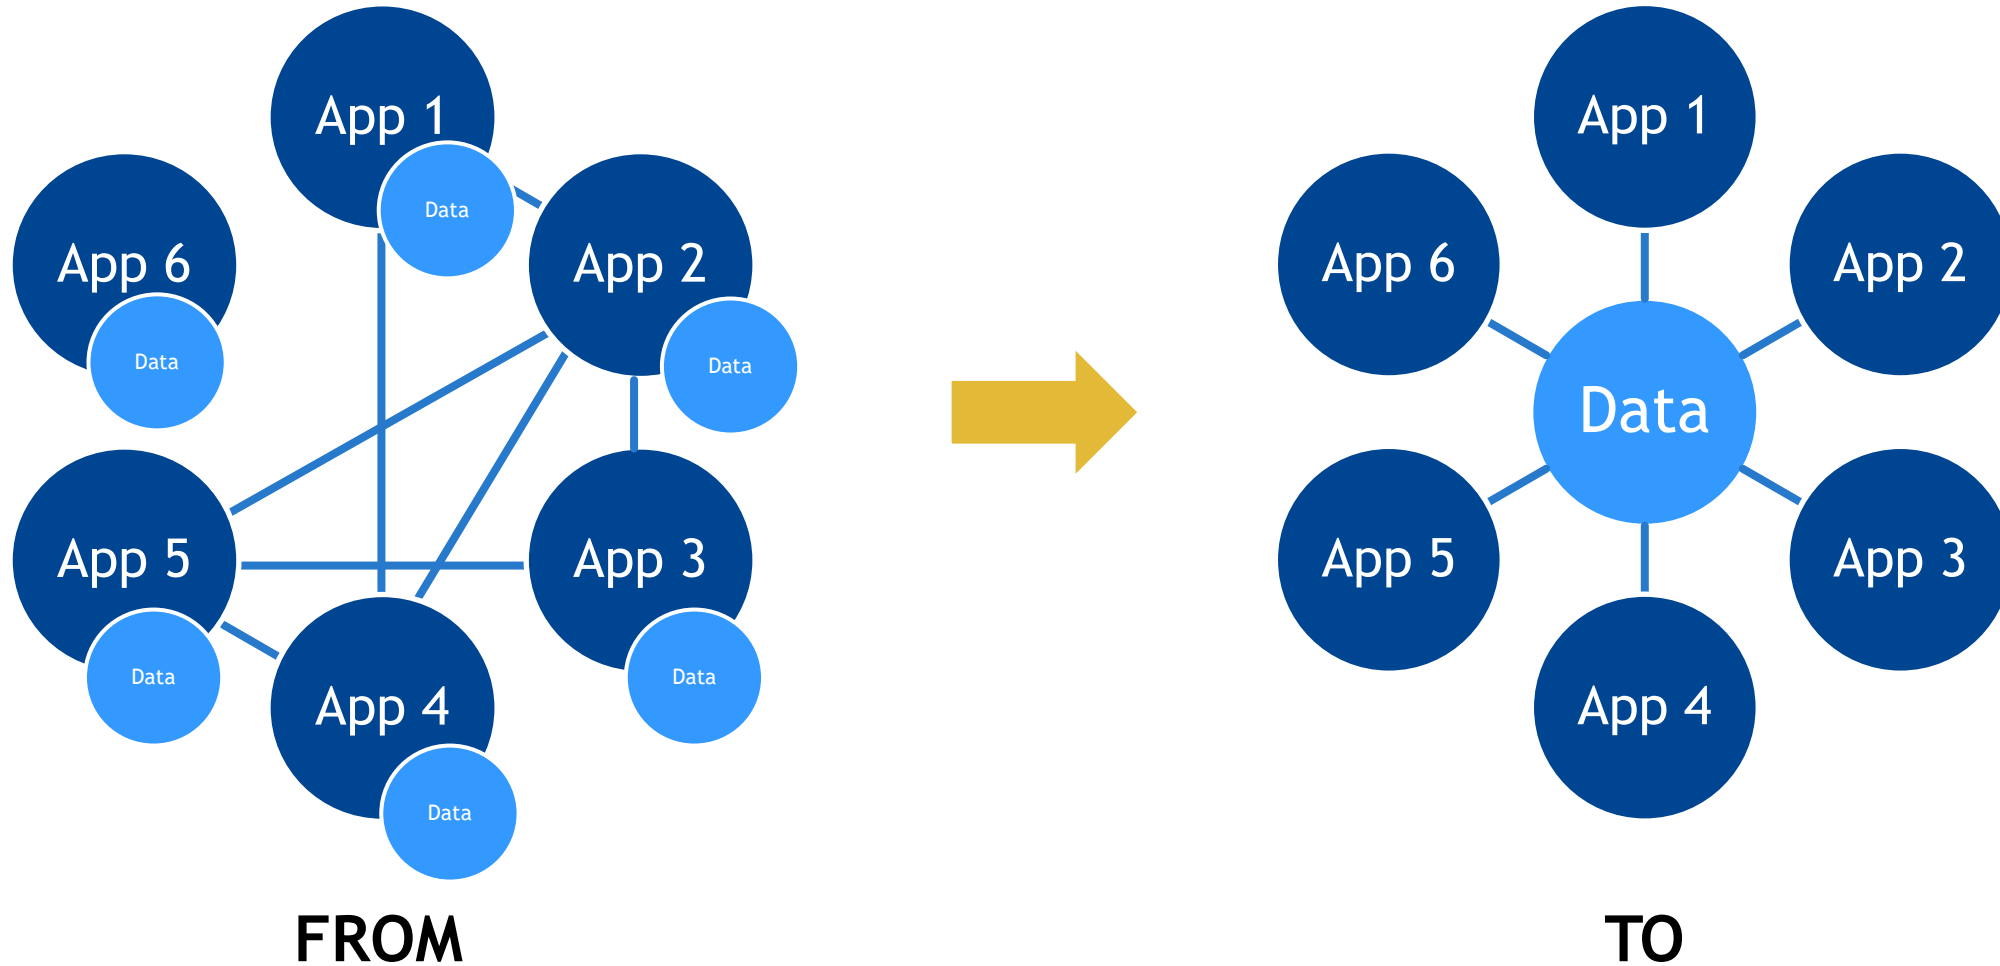 App 1
Data
App 2
Data
App 3
Data
App 4
Data
App 5
Data
App 6
Data
FROM
App 1
App 2
App 3
App 4
App 5
App 6
Data
TO